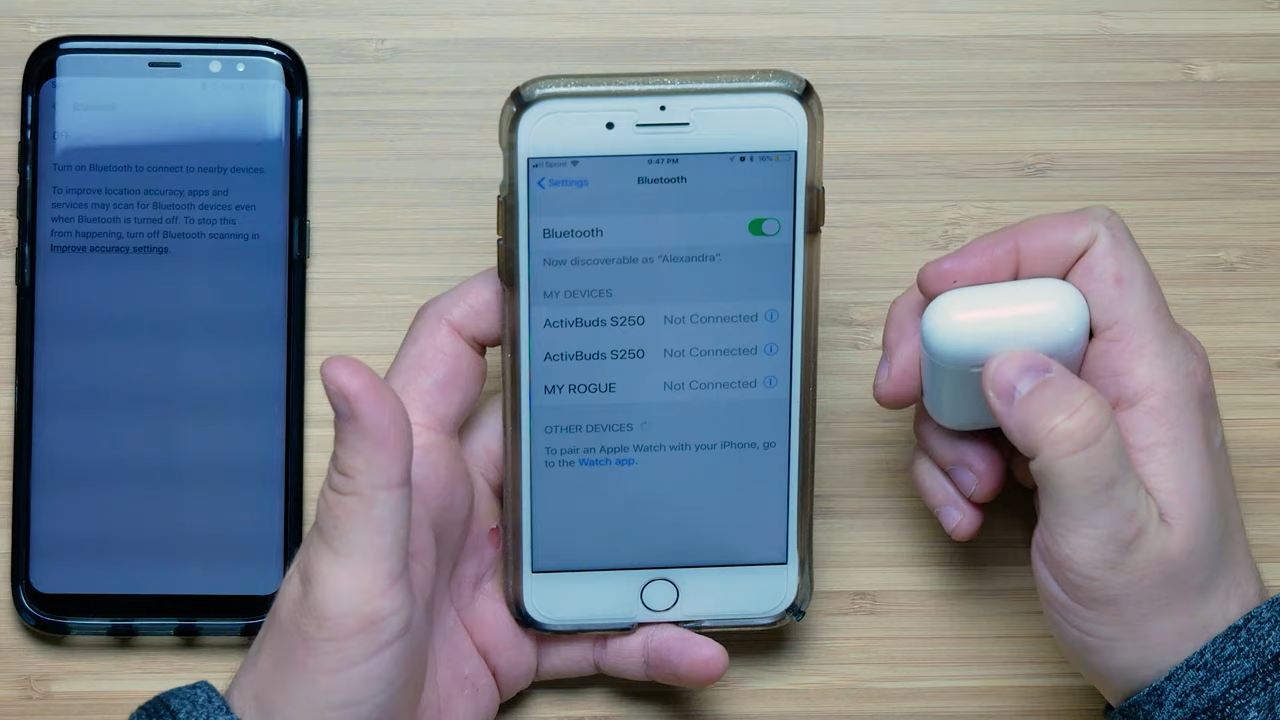 OFF
Turn on Bluetooth to connect to nearby devices.
To improve location accuracy, apps and
services may scan for Bluetooth devices even
when Bluetooth is turned off. To stop this
from happening, turn off Bluetooth scanning in
Improve accuracy settings.
Sprint 9:47 PM 16%
Settings Bluetooth
Bluetooth
Now discoverable as "Alexandra".
MY DEVICES
ActivBuds S250 Not Connected
ActivBuds S250 Not Connected
MY ROGUE Not Connected
OTHER DEVICES
To pair an Apple Watch with your iPhone, go
to the Watch app.